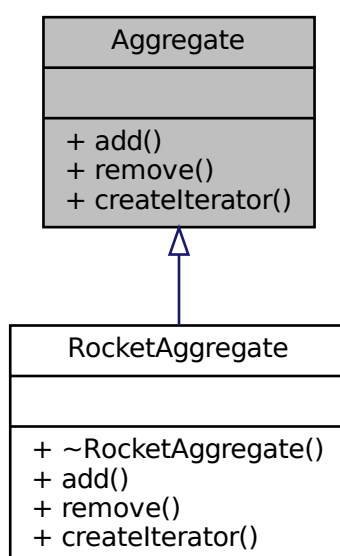 Aggregate
+ add()
+ remove()
+ createIterator()
RocketAggregate
+ ~RocketAggregate()
+ add()
+ remove()
+ createIterator()